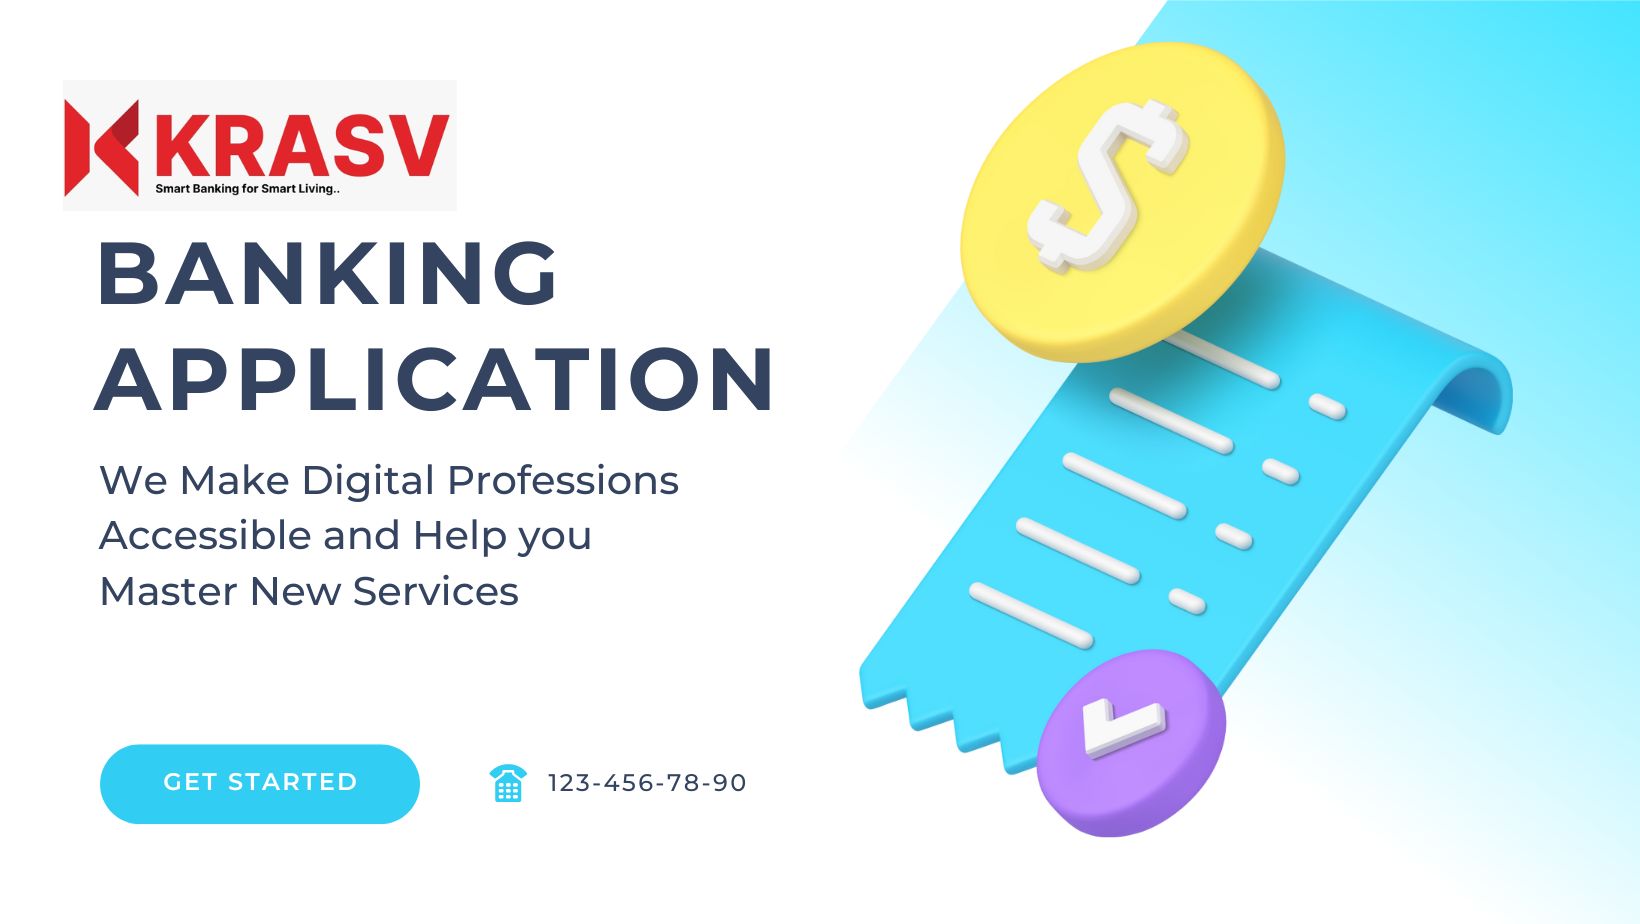 KRASV
Smart Banking for Smart Living..
BANKING
APPLICATION
We Make Digital Professions
Accessible and Help you
Master New Services
GET STARTED
123-456-78-90